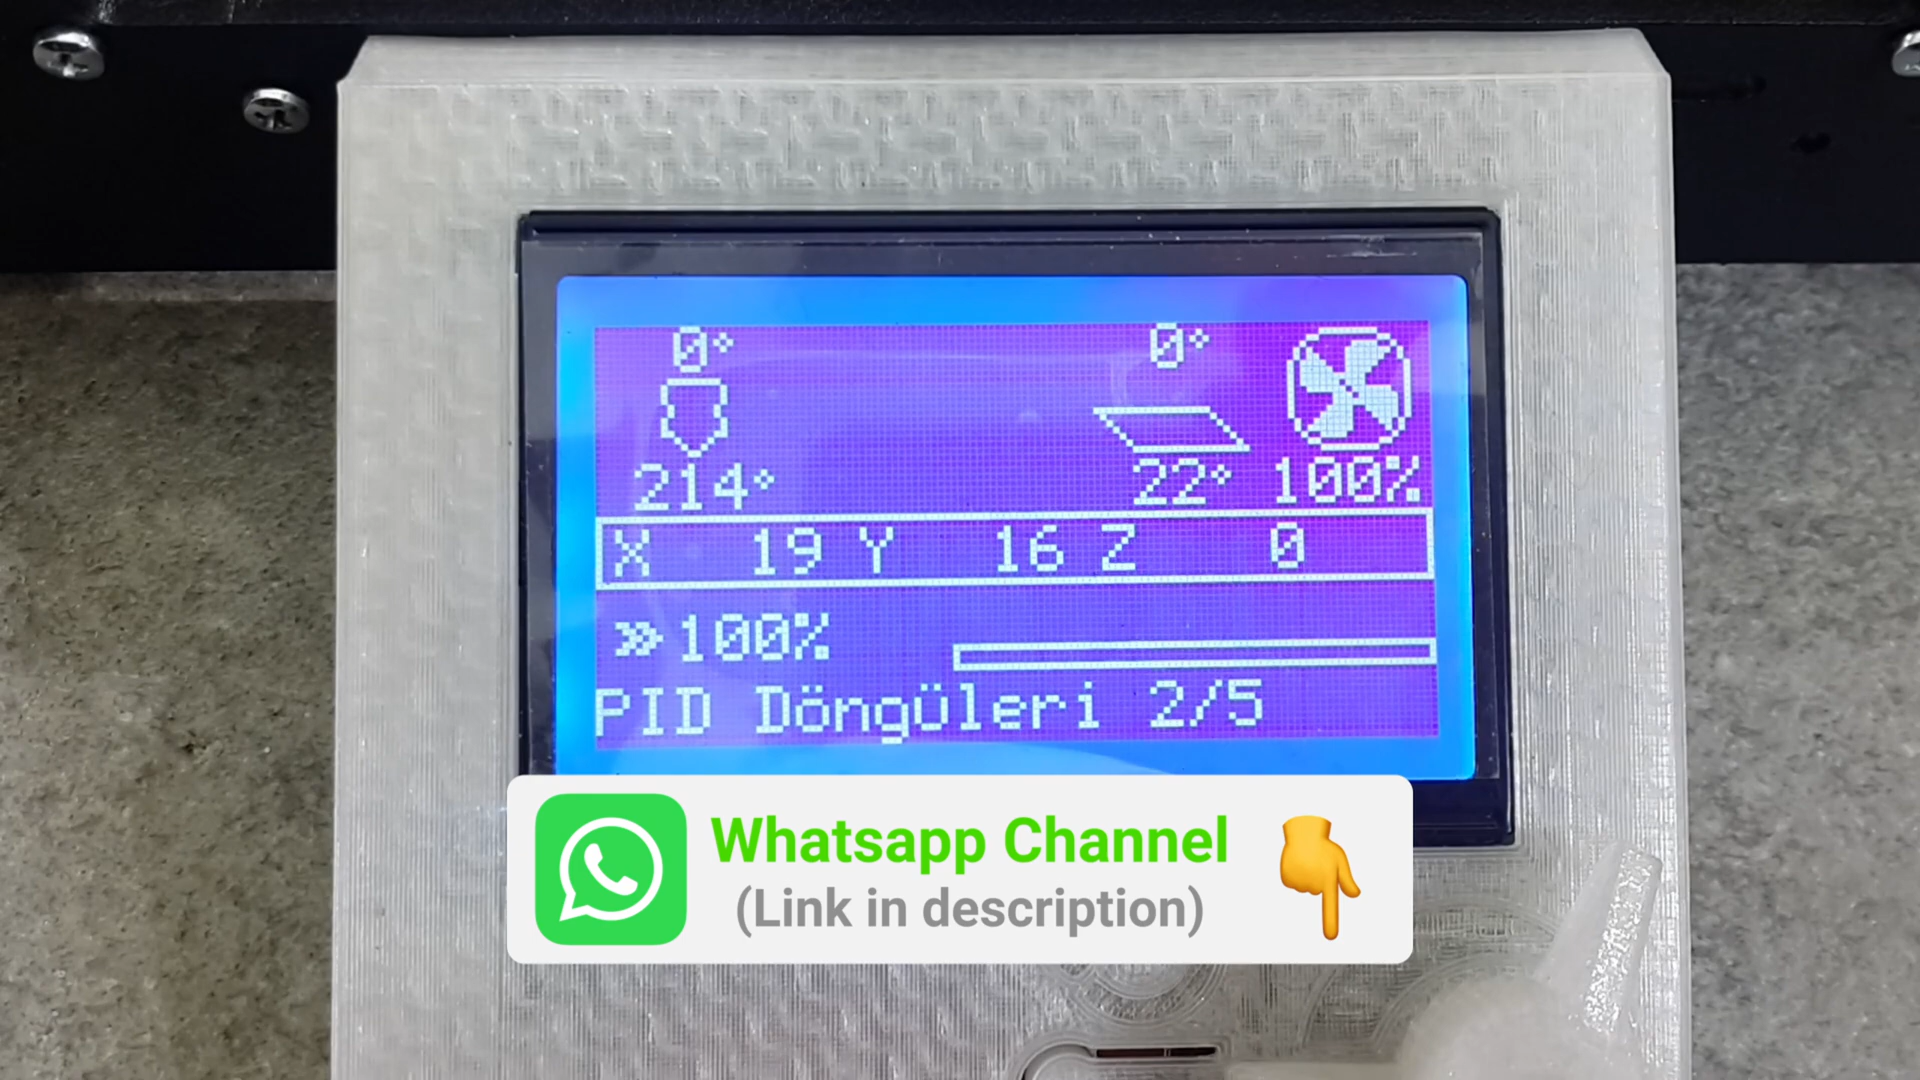 0° 0°
214° 22° 100%
X 19 Y 16 Z 0
»100%
PID Döngüleri 2/5
Whatsapp Channel
(Link in description)